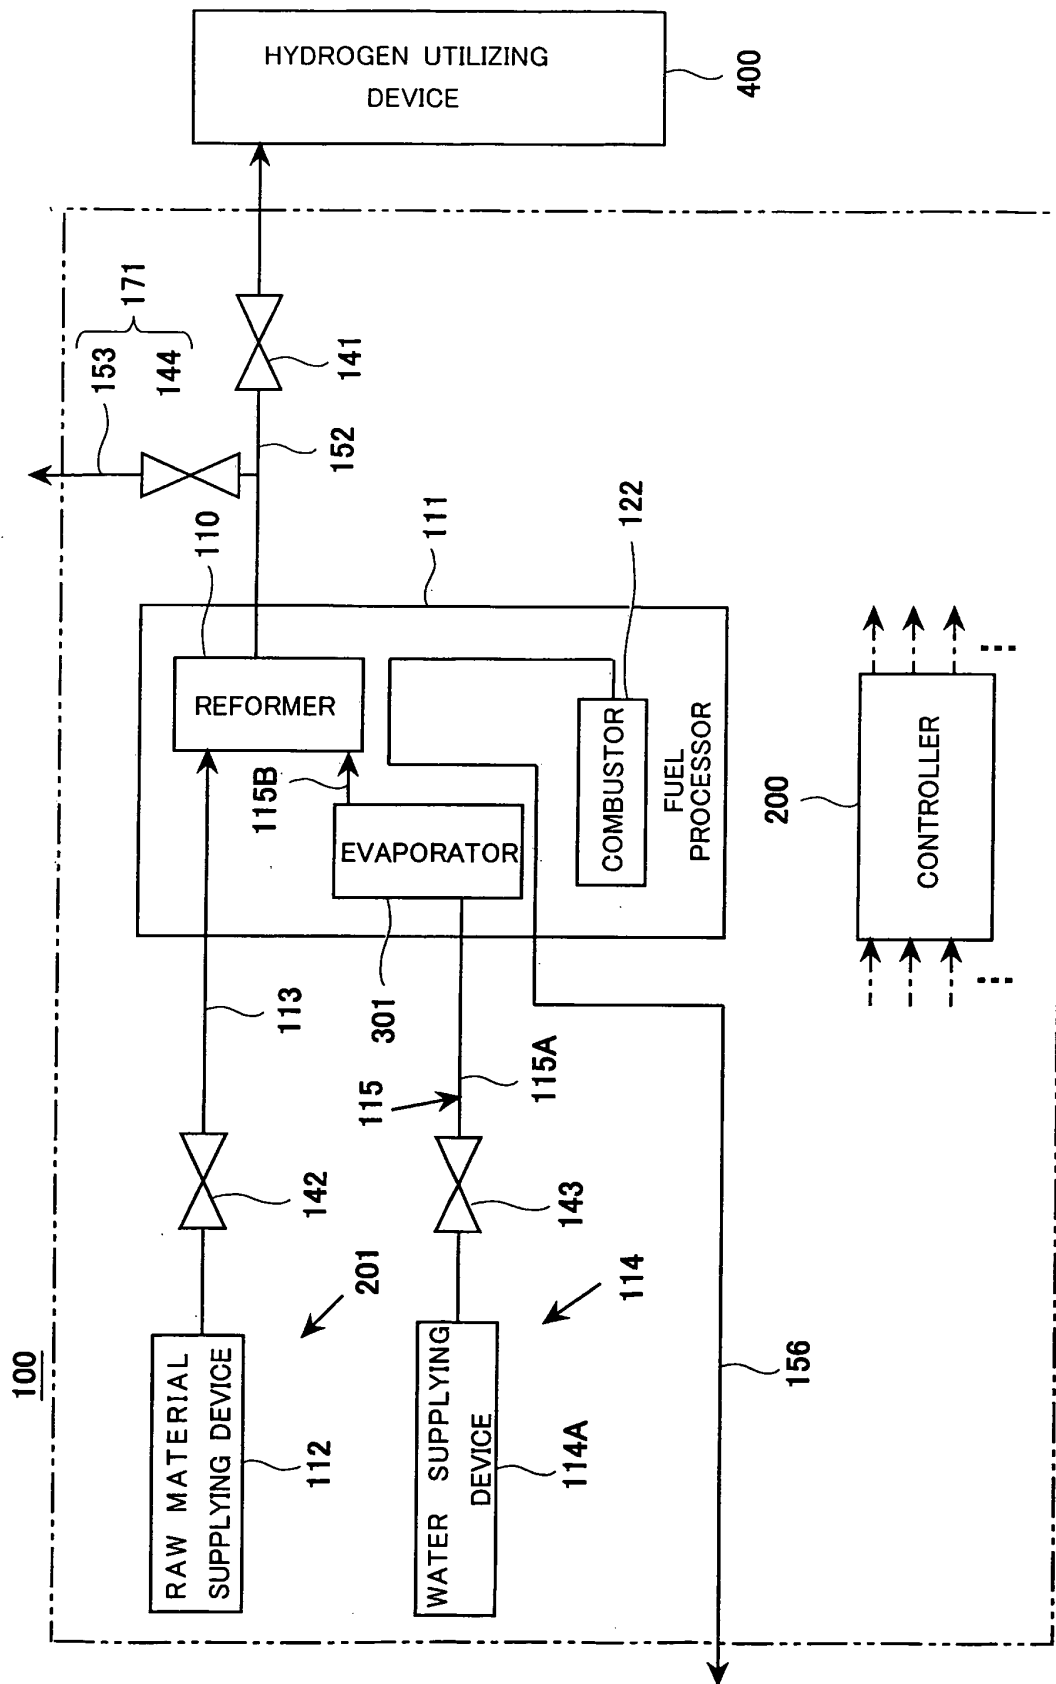 100
HYDROGEN UTILIZING
DEVICE
400
153
144
171
141
152
110
111
122
REFORMER
115B
EVAPORATOR
301
COMBUSTOR
FUEL
PROCESSOR
200
CONTROLLER
113
142
201
RAW MATERIAL
SUPPLYING DEVICE
112
115
115A
143
114
WATER SUPPLYING
DEVICE
114A
156